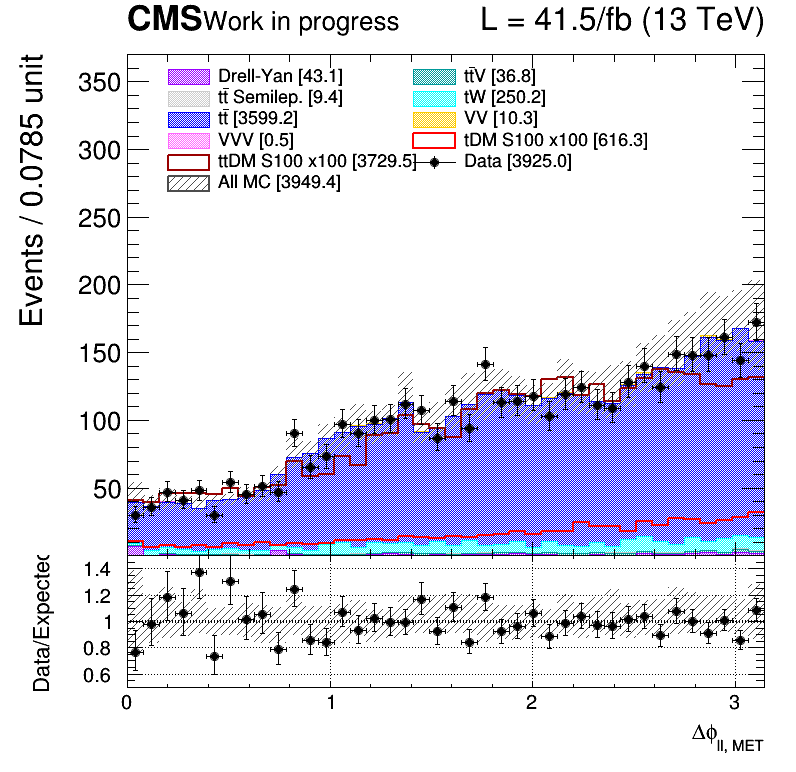 CMS Work in progress L = 41.5/fb (13 TeV)
Events / 0.0785 unit
350
300
250
200
150
100
50
Drell-Yan [43.1]
tt̄V [36.8]
tt̄ Semilep. [9.4]
tW [250.2]
tt̄ [3599.2]
VV [10.3]
VVV [0.5]
tDM S100 x100 [616.3]
ttDM S100 x100 [3729.5]
Data [3925.0]
All MC [3949.4]
Data/Expected
1.4
1.2
1
0.8
0.6
0 1 2 3
Δϕll, MET